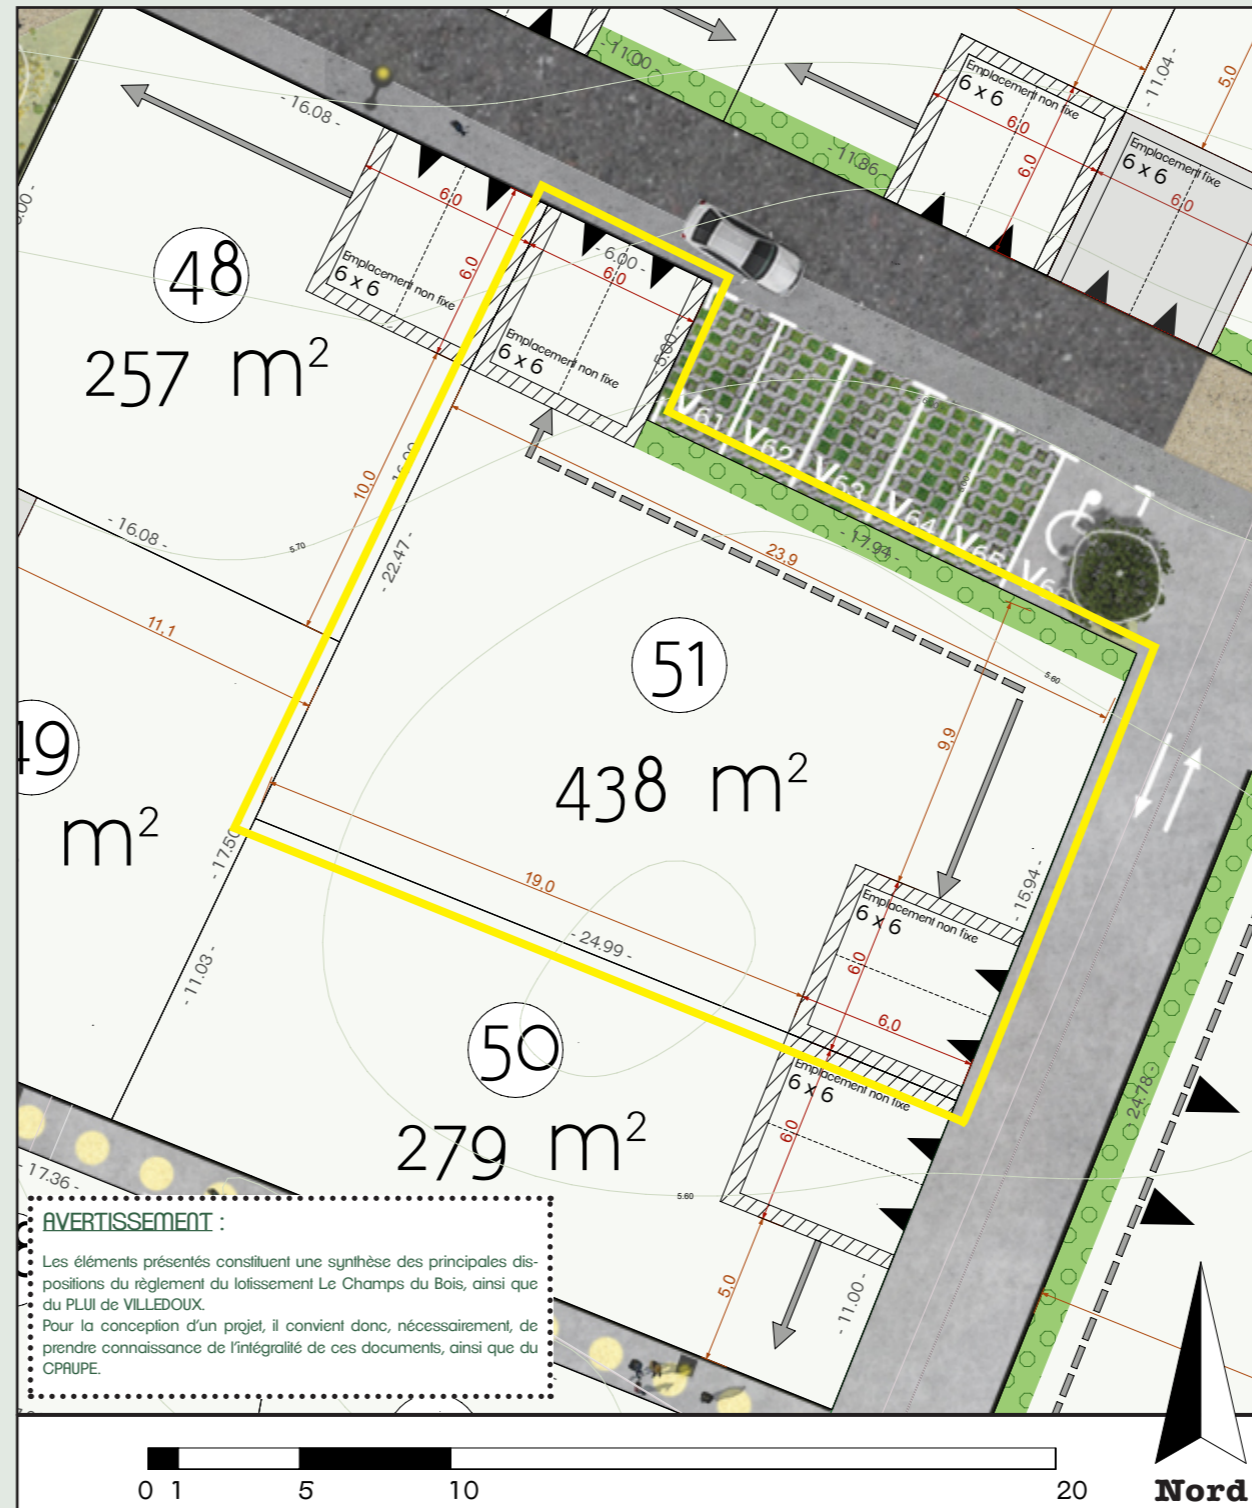 - 11.00 -
- 11.04 -
5,0
Emplacement non fixe
6 x 6
6,0
6,0
- 11.86
Emplacement fixe
6 x 6
6,0
- 16.08 -
6,0
6,0
Emplacement non fixe
6 x 6
- 6.00 -
6,0
- 5.00 -
Emplacement non fixe
6 x 6
48
257 m²
10,0
- 22.47 -
- 16.08 -
5.70
11,1
V61
V62
V63
V64
V65
- 17.94 -
23,9
5.60
51
438 m²
9,9
49
m²
- 17.50
- 11.03 -
19,0
- 24.99 -
- 15.94 -
Emplacement non fixe
6 x 6
6,0
6,0
Emplacement non fixe
6 x 6
6,0
50
279 m²
5.60
5,0
- 11.00 -
- 24.78 -
- 17.36 -
AVERTISSEMENT :
Les éléments présentés constituent une synthèse des principales dis-
positions du règlement du lotissement Le Champs du Bois, ainsi que
du PLUI de VILLEDOUX.
Pour la conception d'un projet, il convient donc, nécessairement, de
prendre connaissance de l'intégralité de ces documents, ainsi que du
CPAUPE.
0 1 5 10 20
Nord